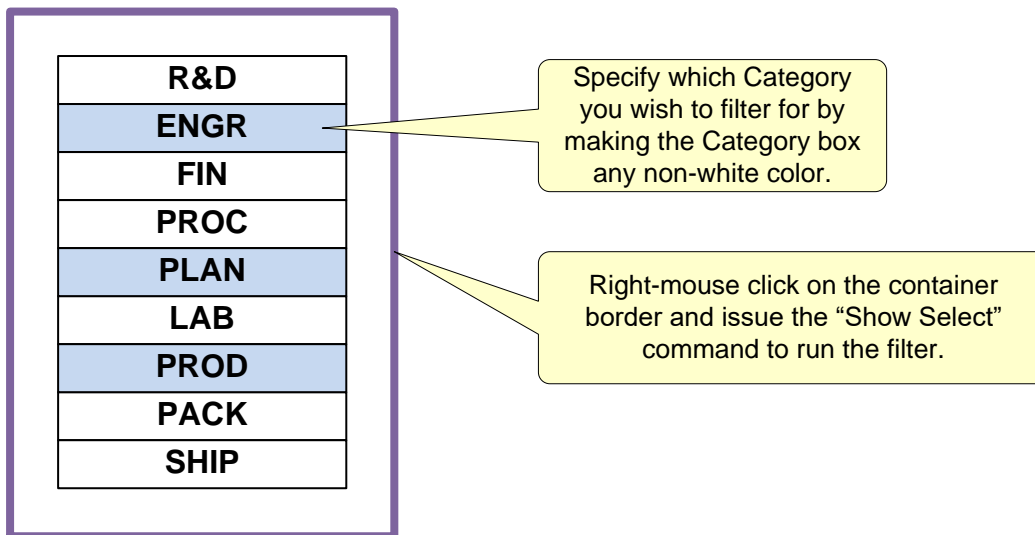 R&D
ENGR
FIN
PROC
PLAN
LAB
PROD
PACK
SHIP
Specify which Category
you wish to filter for by
making the Category box
any non-white color.
Right-mouse click on the container
border and issue the “Show Select”
command to run the filter.